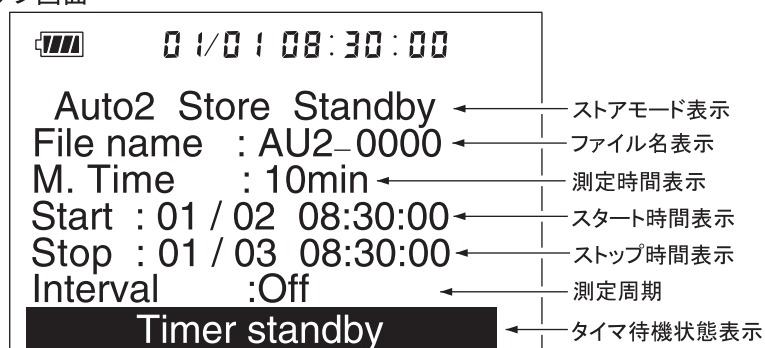 01/01 08:30:00
Auto2 Store Standby ストアモード表示
File name : AU2–0000 ファイル名表示
M. Time : 10min 測定時間表示
Start : 01 / 02 08:30:00 スタート時間表示
Stop : 01 / 03 08:30:00 ストップ時間表示
Interval :Off 測定周期
Timer standby タイマ待機状態表示